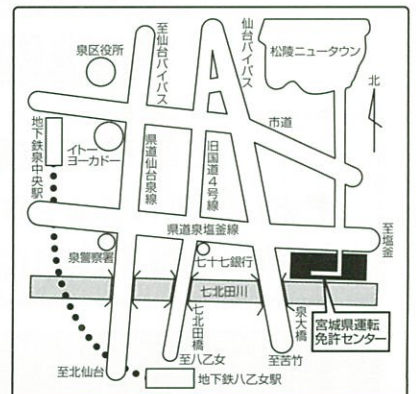 至仙台バイパス
仙台バイパス
松陵ニュータウン
泉区役所
北
市道
地下鉄泉中央駅
イトー
ヨーカドー
県道仙台泉線
旧国道4号線
県道泉塩釜線
至塩釜
泉警察署
七十七銀行
七北田川
七北田橋
泉大橋
宮城県運転
免許センター
至北仙台
至八乙女
至苦竹
地下鉄八乙女駅